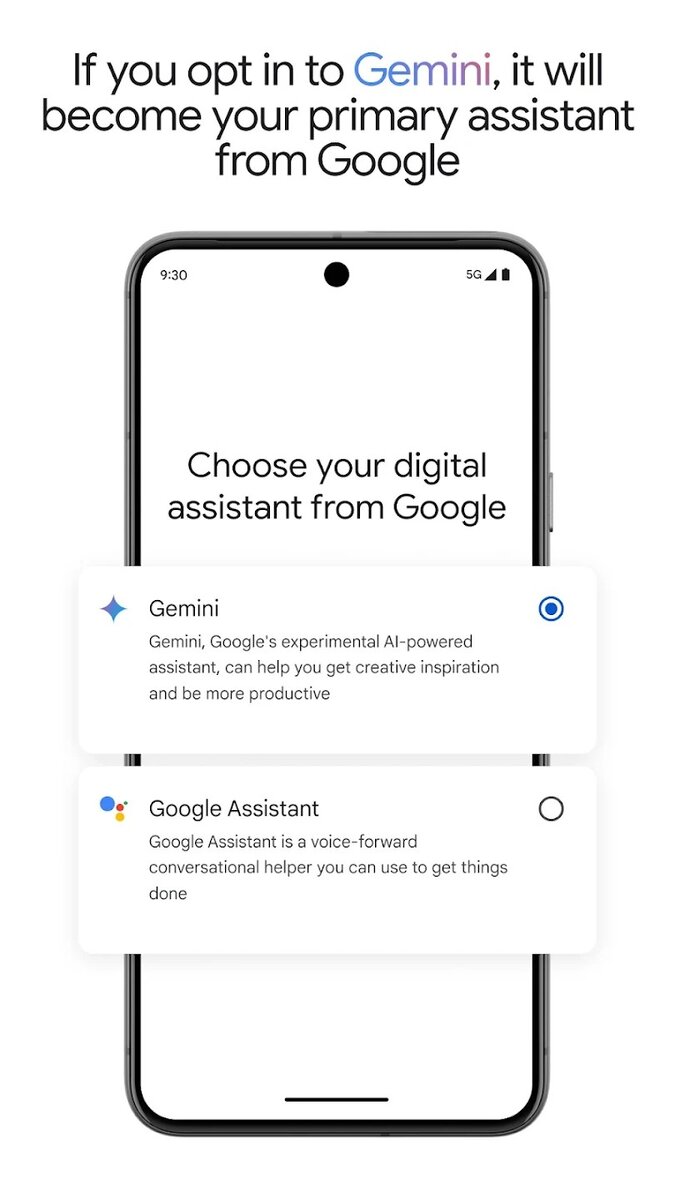 If you opt in to Gemini, it will
become your primary assistant
from Google
9:30
5G
Choose your digital
assistant from Google
Gemini
Gemini, Google's experimental AI-powered
assistant, can help you get creative inspiration
and be more productive
Google Assistant
Google Assistant is a voice-forward
conversational helper you can use to get things
done